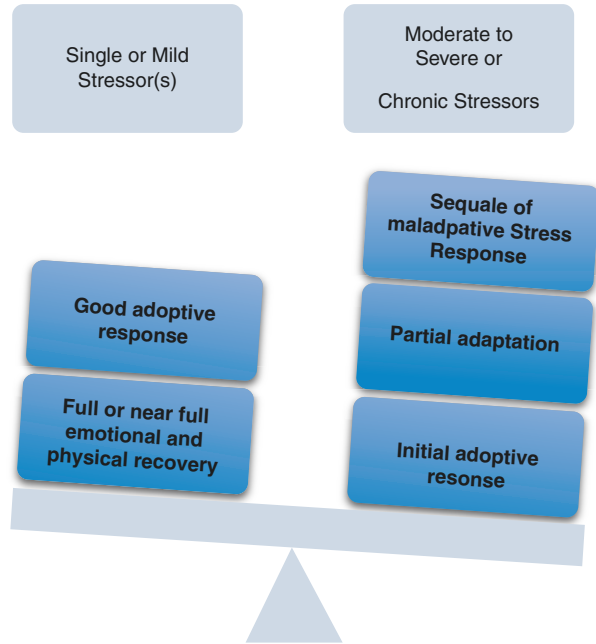 Single or Mild
Stressor(s)
Moderate to
Severe or
Chronic Stressors
Sequale of
maladpative Stress
Response
Good adoptive
response
Partial adaptation
Full or near full
emotional and
physical recovery
Initial adoptive
resonse